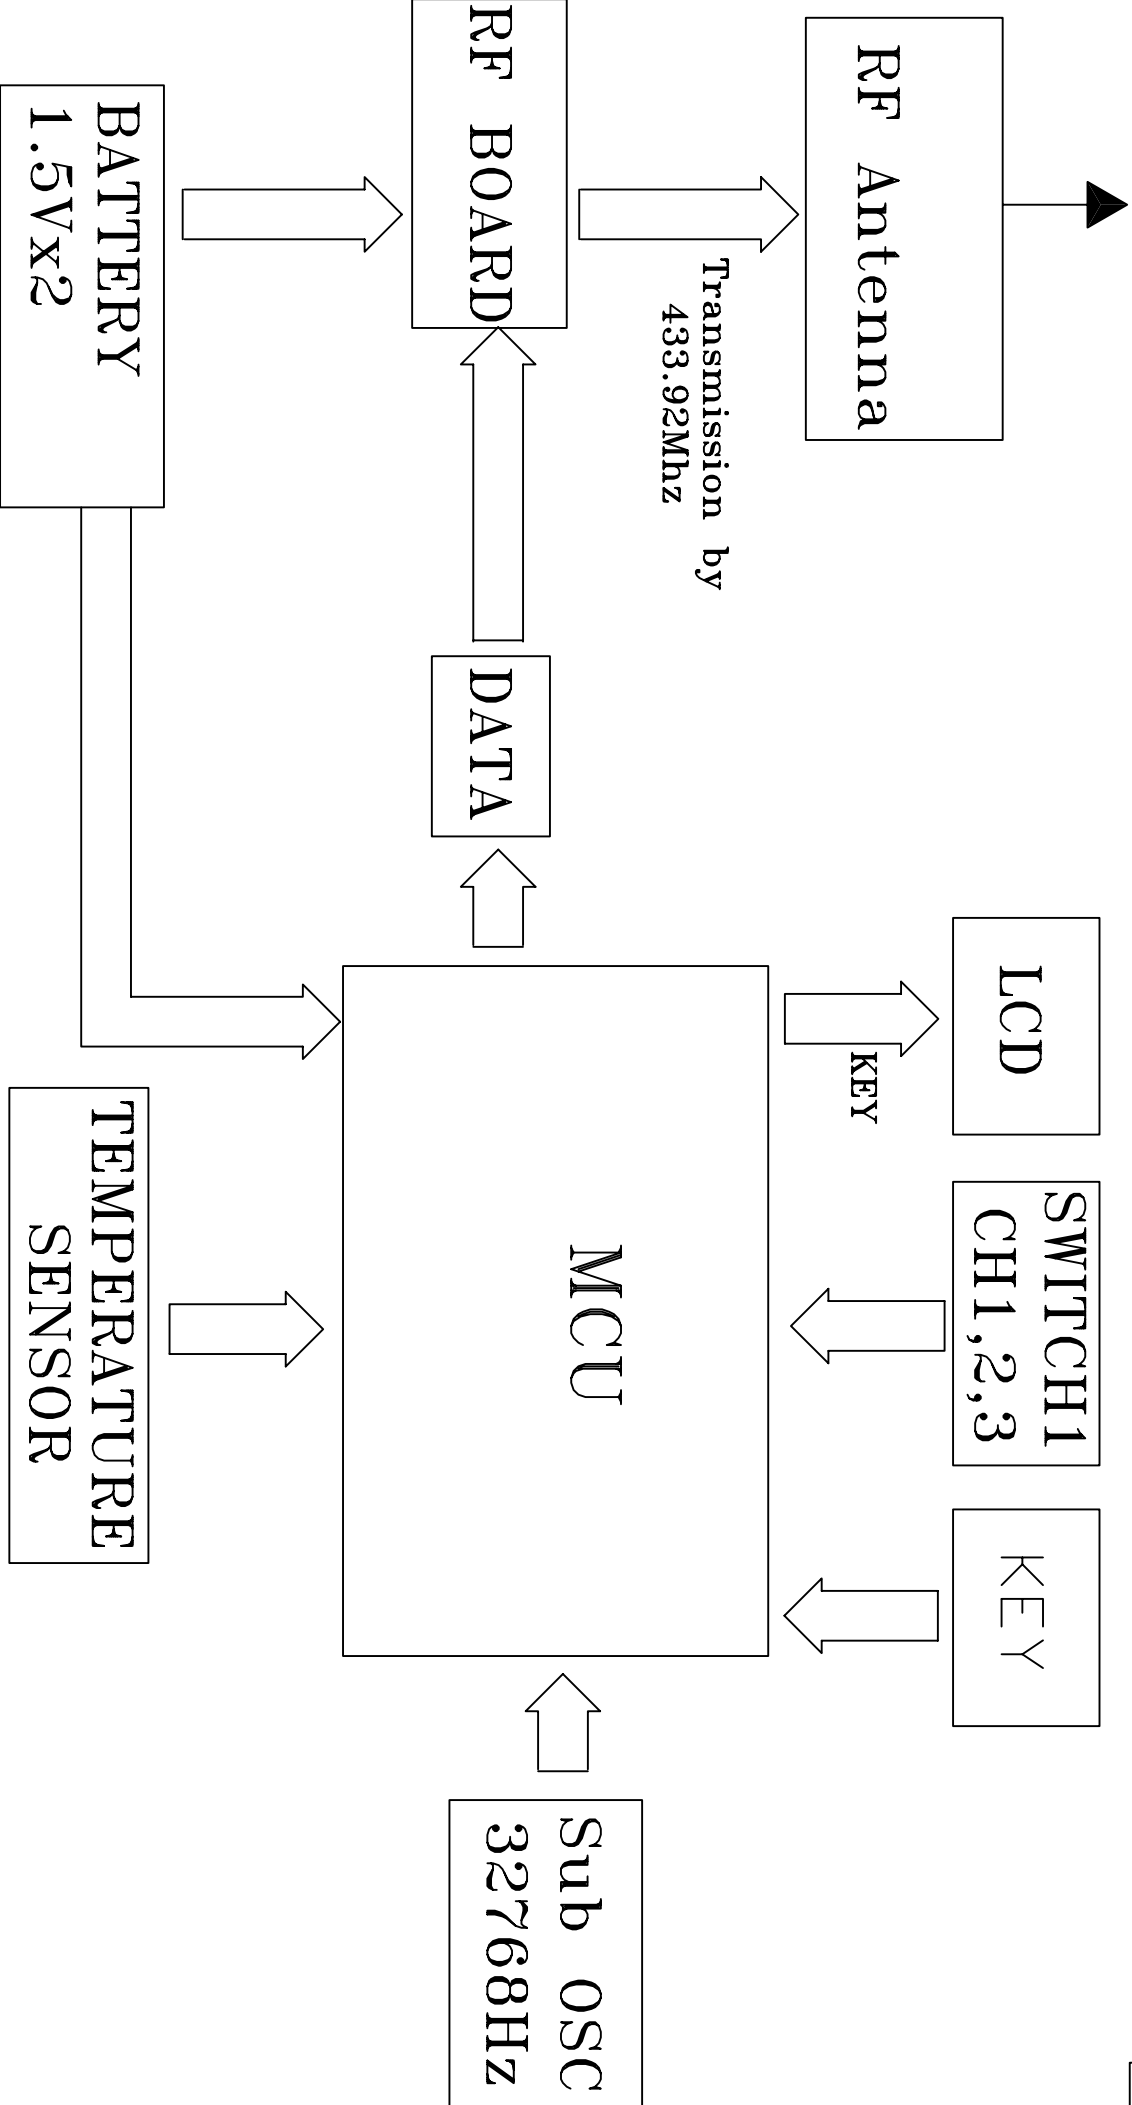 RF Antenna
Transmission by
433.92Mhz
RF BOARD
BATTERY
1.5Vx2
DATA
LCD
KEY
SWITCH1
CH1,2,3
KEY
MCU
TEMPERATURE
SENSOR
Sub OSC
32768Hz